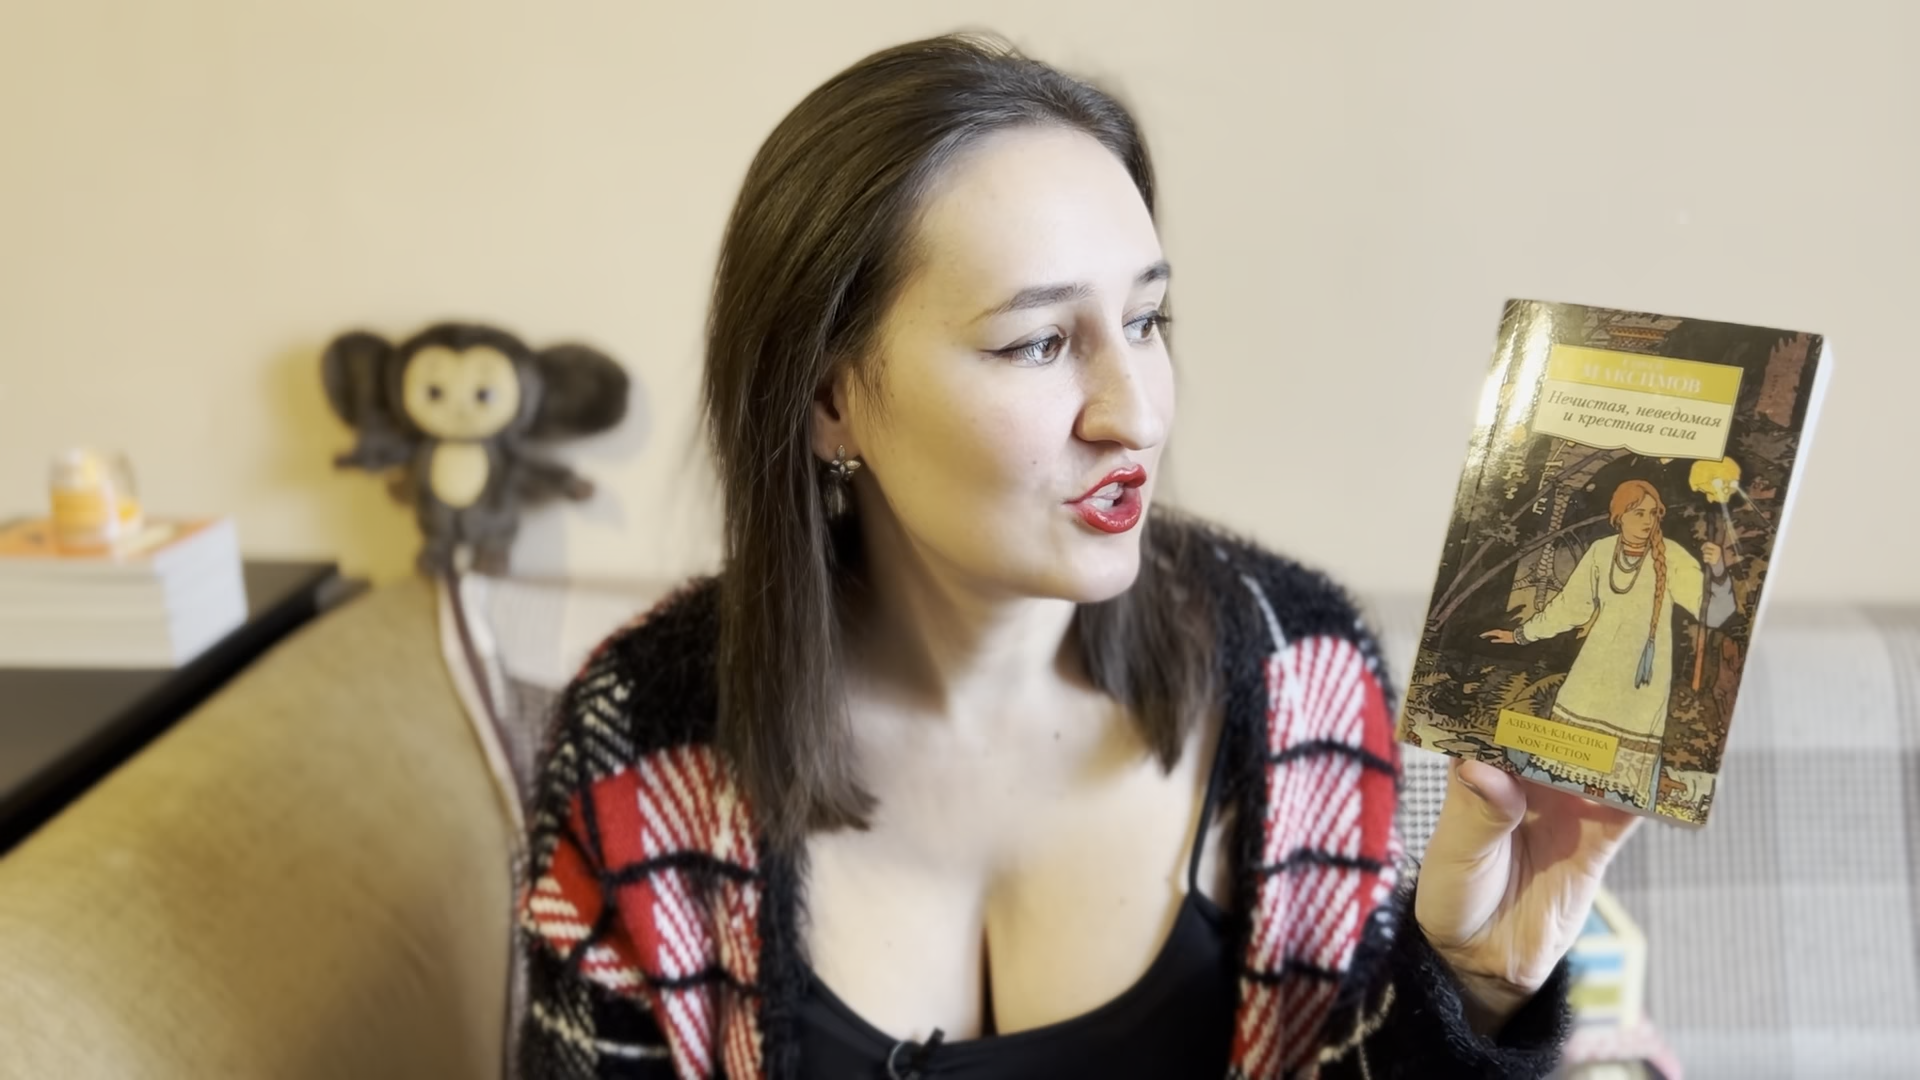 МАКСИМОВ
Нечистая, неведомая
и крестная сила
АЗБУКА-КЛАССИКА
NON-FICTION